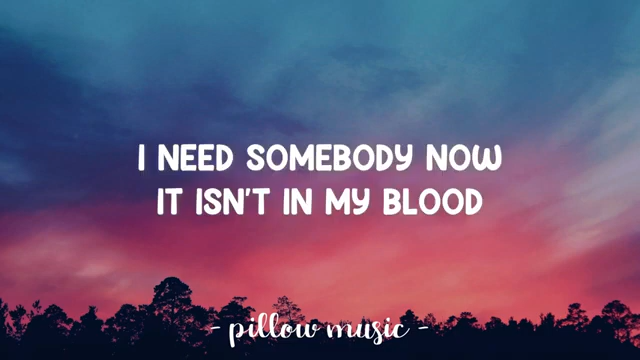 I NEED SOMEBODY NOW
IT ISN'T IN MY BLOOD
- pillow music -